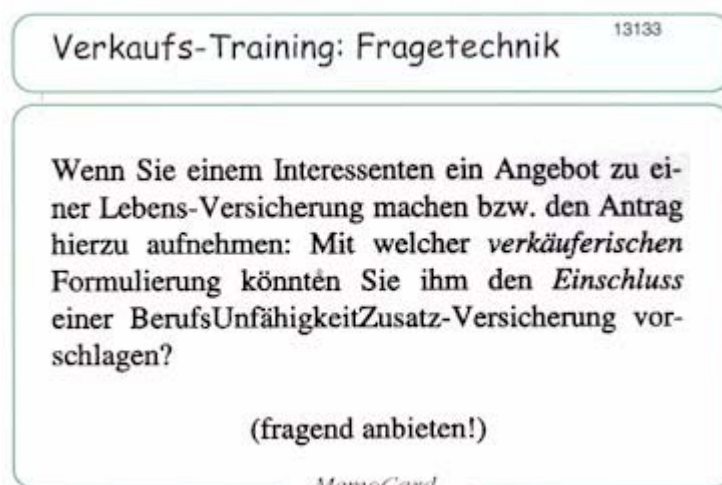 Verkaufs-Training: Fragetechnik 13133
Wenn Sie einem Interessenten ein Angebot zu ei-
ner Lebens-Versicherung machen bzw. den Antrag
hierzu aufnehmen: Mit welcher verkäuferischen
Formulierung könnten Sie ihm den Einschluss
einer BerufsUnfähigkeitZusatz-Versicherung vor-
schlagen?
(fragend anbieten!)
MemoCard